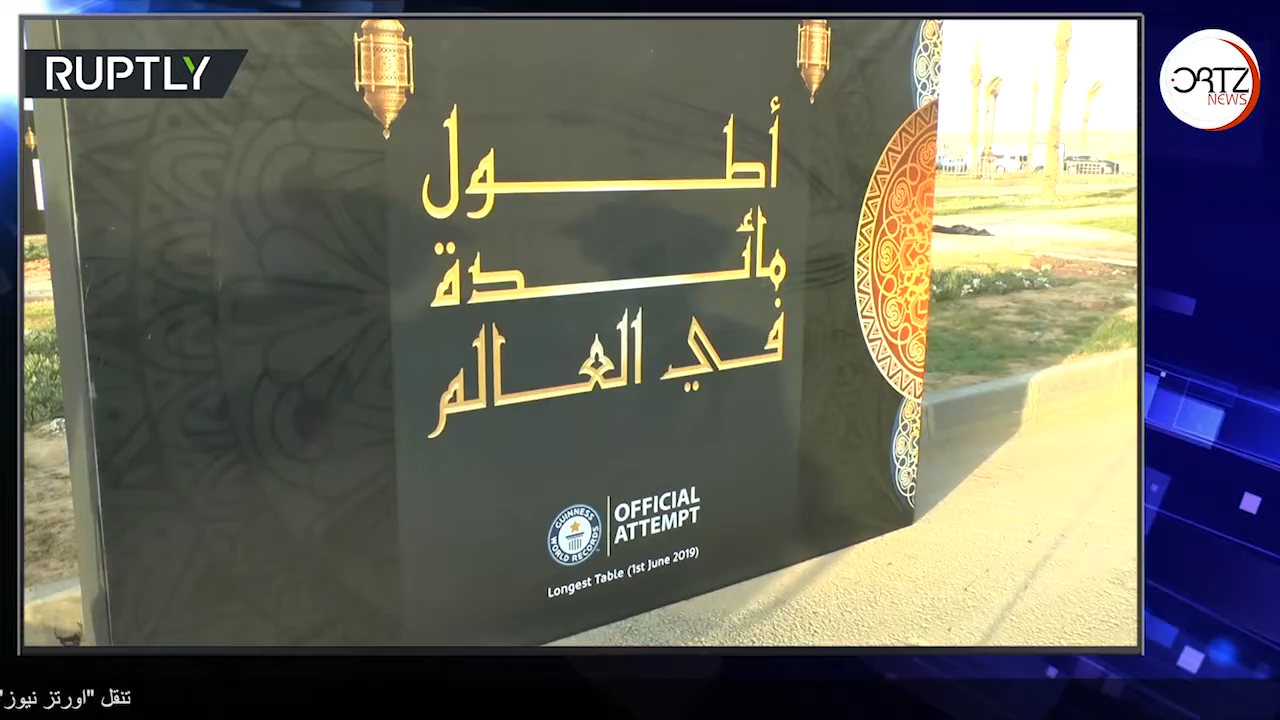 RUPTLY
ORTZ
NEWS
أطول
مائدة
في العالم
GUINNESS
WORLD RECORDS
OFFICIAL
ATTEMPT
Longest Table (1st June 2019)
تنقل "اورتز نيوز"